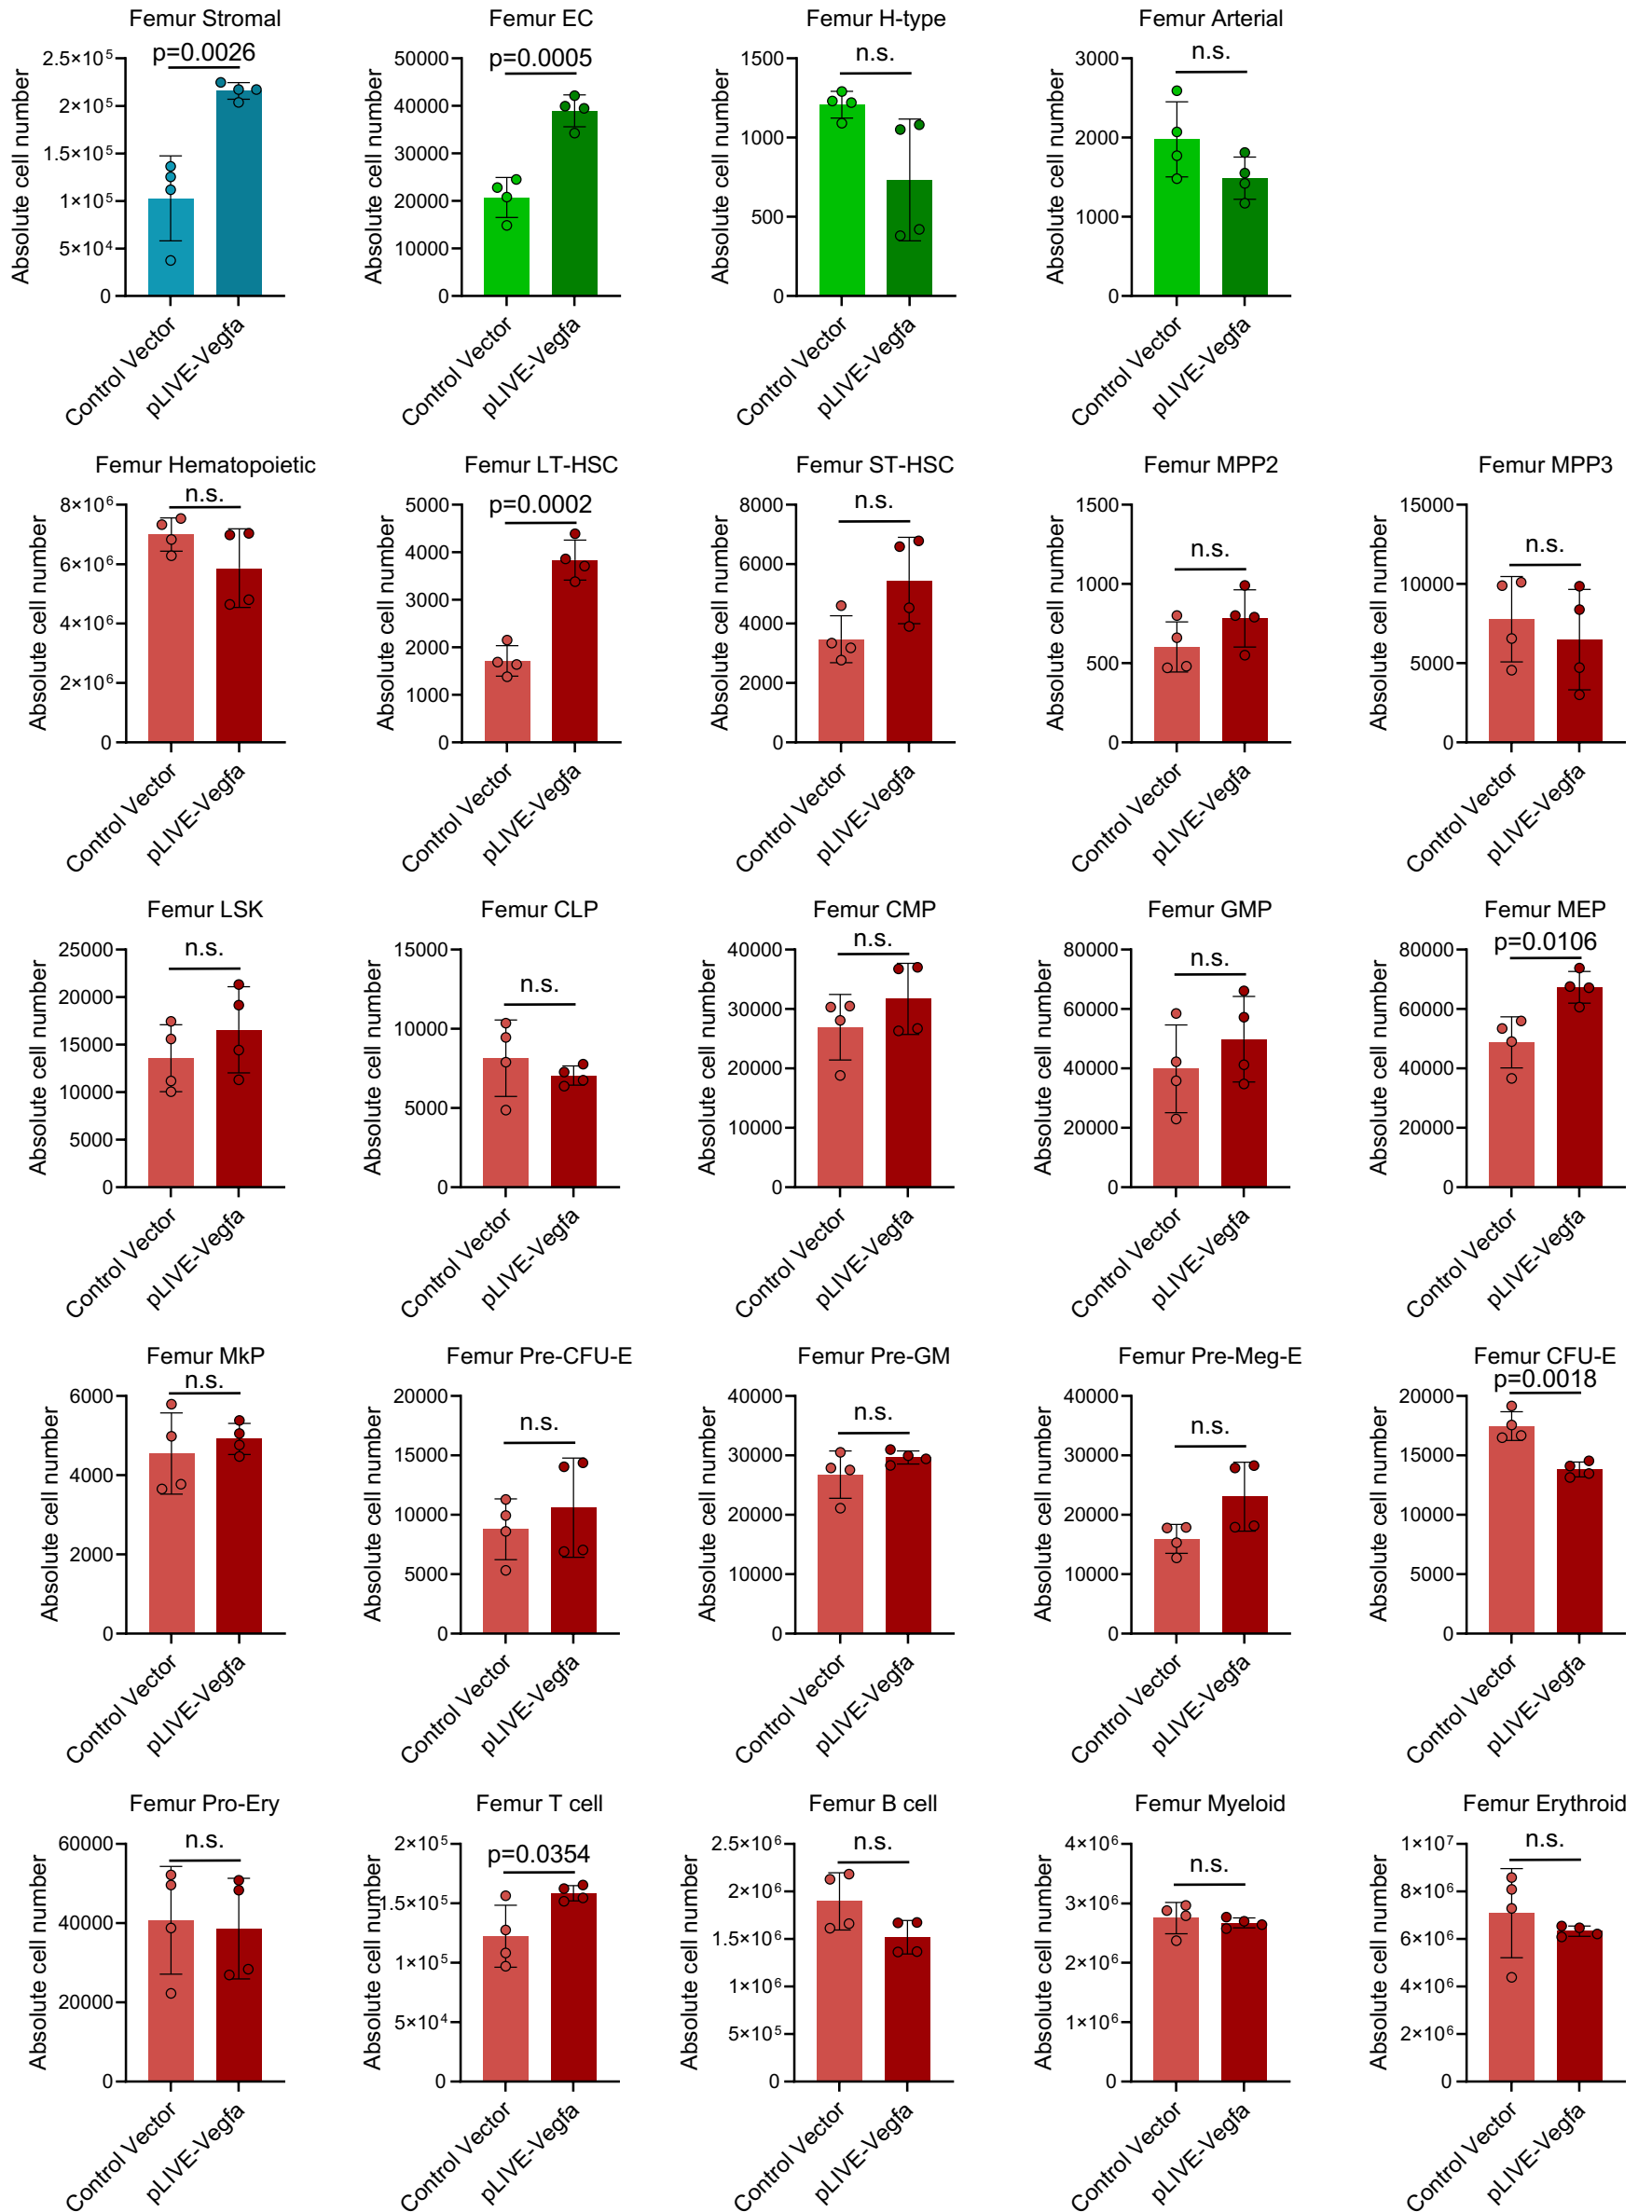 Femur Stromal
Absolute cell number
2.5×10⁵
2×10⁵
1.5×10⁵
1×10⁵
5×10⁴
0
p=0.0026
Control Vector
pLIVE-Vegfa
Femur EC
Absolute cell number
50000
40000
30000
20000
10000
0
p=0.0005
Control Vector
pLIVE-Vegfa
Femur H-type
Absolute cell number
1500
1000
500
0
n.s.
Control Vector
pLIVE-Vegfa
Femur Arterial
Absolute cell number
3000
2000
1000
0
n.s.
Control Vector
pLIVE-Vegfa
Femur Hematopoietic
Absolute cell number
8×10⁶
6×10⁶
4×10⁶
2×10⁶
0
n.s.
Control Vector
pLIVE-Vegfa
Femur LT-HSC
Absolute cell number
5000
4000
3000
2000
1000
0
p=0.0002
Control Vector
pLIVE-Vegfa
Femur ST-HSC
Absolute cell number
8000
6000
4000
2000
0
n.s.
Control Vector
pLIVE-Vegfa
Femur MPP2
Absolute cell number
1500
1000
500
0
n.s.
Control Vector
pLIVE-Vegfa
Femur MPP3
Absolute cell number
15000
10000
5000
0
n.s.
Control Vector
pLIVE-Vegfa
Femur LSK
Absolute cell number
25000
20000
15000
10000
5000
0
n.s.
Control Vector
pLIVE-Vegfa
Femur CLP
Absolute cell number
15000
10000
5000
0
n.s.
Control Vector
pLIVE-Vegfa
Femur CMP
Absolute cell number
40000
30000
20000
10000
0
n.s.
Control Vector
pLIVE-Vegfa
Femur GMP
Absolute cell number
80000
60000
40000
20000
0
n.s.
Control Vector
pLIVE-Vegfa
Femur MEP
Absolute cell number
80000
60000
40000
20000
0
p=0.0106
Control Vector
pLIVE-Vegfa
Femur MkP
Absolute cell number
6000
4000
2000
0
n.s.
Control Vector
pLIVE-Vegfa
Femur Pre-CFU-E
Absolute cell number
20000
15000
10000
5000
0
n.s.
Control Vector
pLIVE-Vegfa
Femur Pre-GM
Absolute cell number
40000
30000
20000
10000
0
n.s.
Control Vector
pLIVE-Vegfa
Femur Pre-Meg-E
Absolute cell number
40000
30000
20000
10000
0
n.s.
Control Vector
pLIVE-Vegfa
Femur CFU-E
Absolute cell number
20000
15000
10000
5000
0
p=0.0018
Control Vector
pLIVE-Vegfa
Femur Pro-Ery
Absolute cell number
60000
40000
20000
0
n.s.
Control Vector
pLIVE-Vegfa
Femur T cell
Absolute cell number
2×10⁵
1.5×10⁵
1×10⁵
5×10⁴
0
p=0.0354
Control Vector
pLIVE-Vegfa
Femur B cell
Absolute cell number
2.5×10⁶
2×10⁶
1.5×10⁶
1×10⁶
5×10⁵
0
n.s.
Control Vector
pLIVE-Vegfa
Femur Myeloid
Absolute cell number
4×10⁶
3×10⁶
2×10⁶
1×10⁶
0
n.s.
Control Vector
pLIVE-Vegfa
Femur Erythroid
Absolute cell number
1×10⁷
8×10⁶
6×10⁶
4×10⁶
2×10⁶
0
n.s.
Control Vector
pLIVE-Vegfa